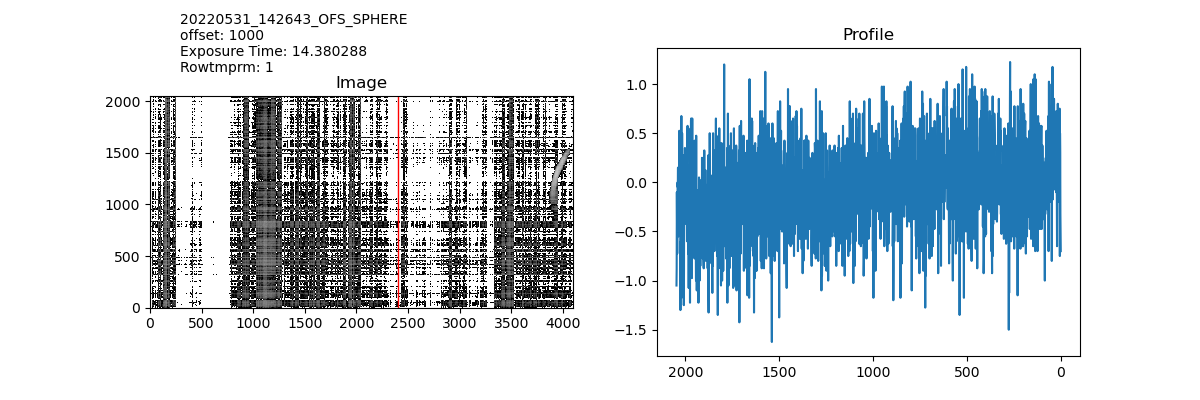 20220531_142643_OFS_SPHERE
offset: 1000
Exposure Time: 14.380288
Rowtmprm: 1
Image
2000
1500
1000
500
0
0 500 1000 1500 2000 2500 3000 3500 4000
Profile
1.0
0.5
0.0
−0.5
−1.0
−1.5
2000 1500 1000 500 0